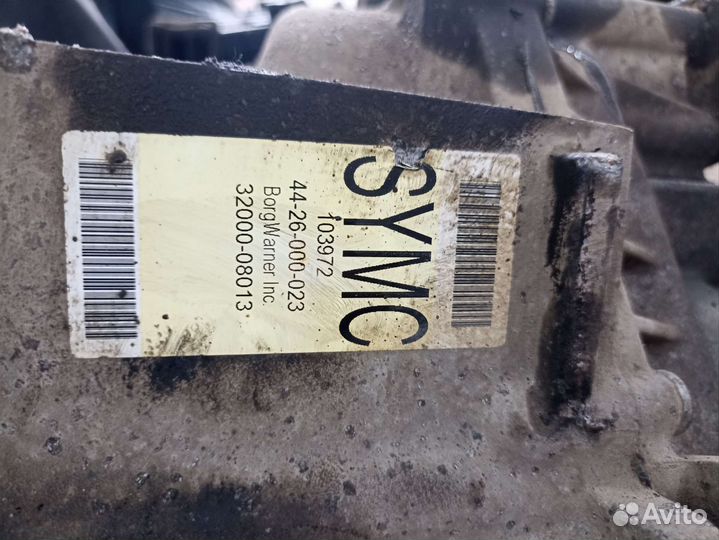 SYMC
103972
44-26-000-023
BorgWarner Inc.
32000-08013
Avito